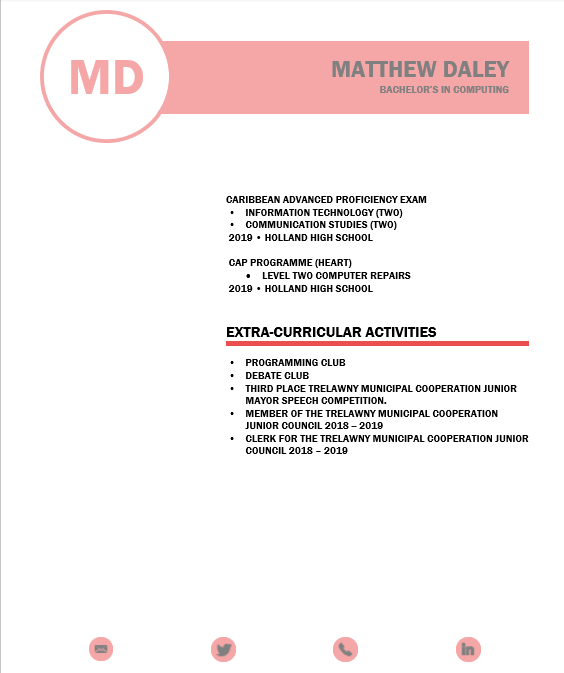 MD
MATTHEW DALEY
BACHELOR'S IN COMPUTING
CARIBBEAN ADVANCED PROFICIENCY EXAM
• INFORMATION TECHNOLOGY (TWO)
• COMMUNICATION STUDIES (TWO)
2019 • HOLLAND HIGH SCHOOL
CAP PROGRAMME (HEART)
• LEVEL TWO COMPUTER REPAIRS
2019 • HOLLAND HIGH SCHOOL
EXTRA-CURRICULAR ACTIVITIES
• PROGRAMMING CLUB
• DEBATE CLUB
• THIRD PLACE TRELAWNY MUNICIPAL COOPERATION JUNIOR
MAYOR SPEECH COMPETITION.
• MEMBER OF THE TRELAWNY MUNICIPAL COOPERATION
JUNIOR COUNCIL 2018 – 2019
• CLERK FOR THE TRELAWNY MUNICIPAL COOPERATION JUNIOR
COUNCIL 2018 – 2019
in